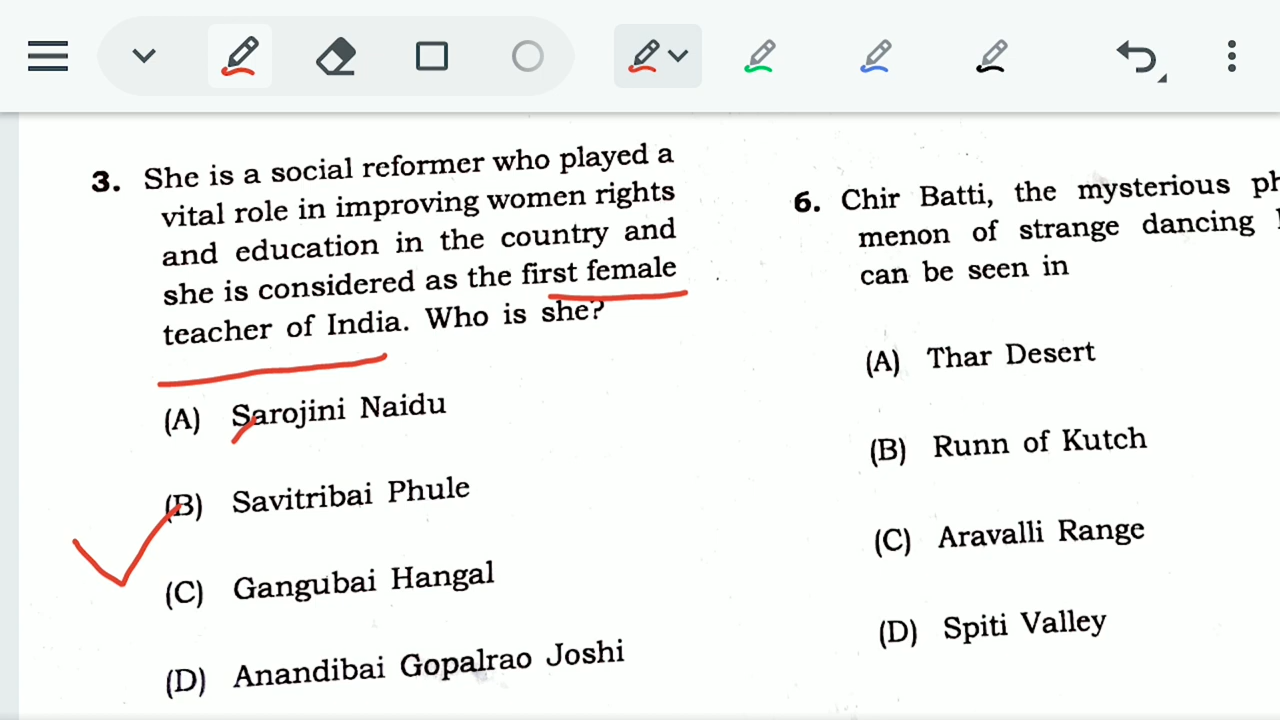 3. She is a social reformer who played a
vital role in improving women rights
and education in the country and
she is considered as the first female
teacher of India. Who is she?
(A) Sarojini Naidu
(B) Savitribai Phule
(C) Gangubai Hangal
(D) Anandibai Gopalrao Joshi
6. Chir Batti, the mysterious ph
menon of strange dancing
can be seen in
(A) Thar Desert
(B) Runn of Kutch
(C) Aravalli Range
(D) Spiti Valley